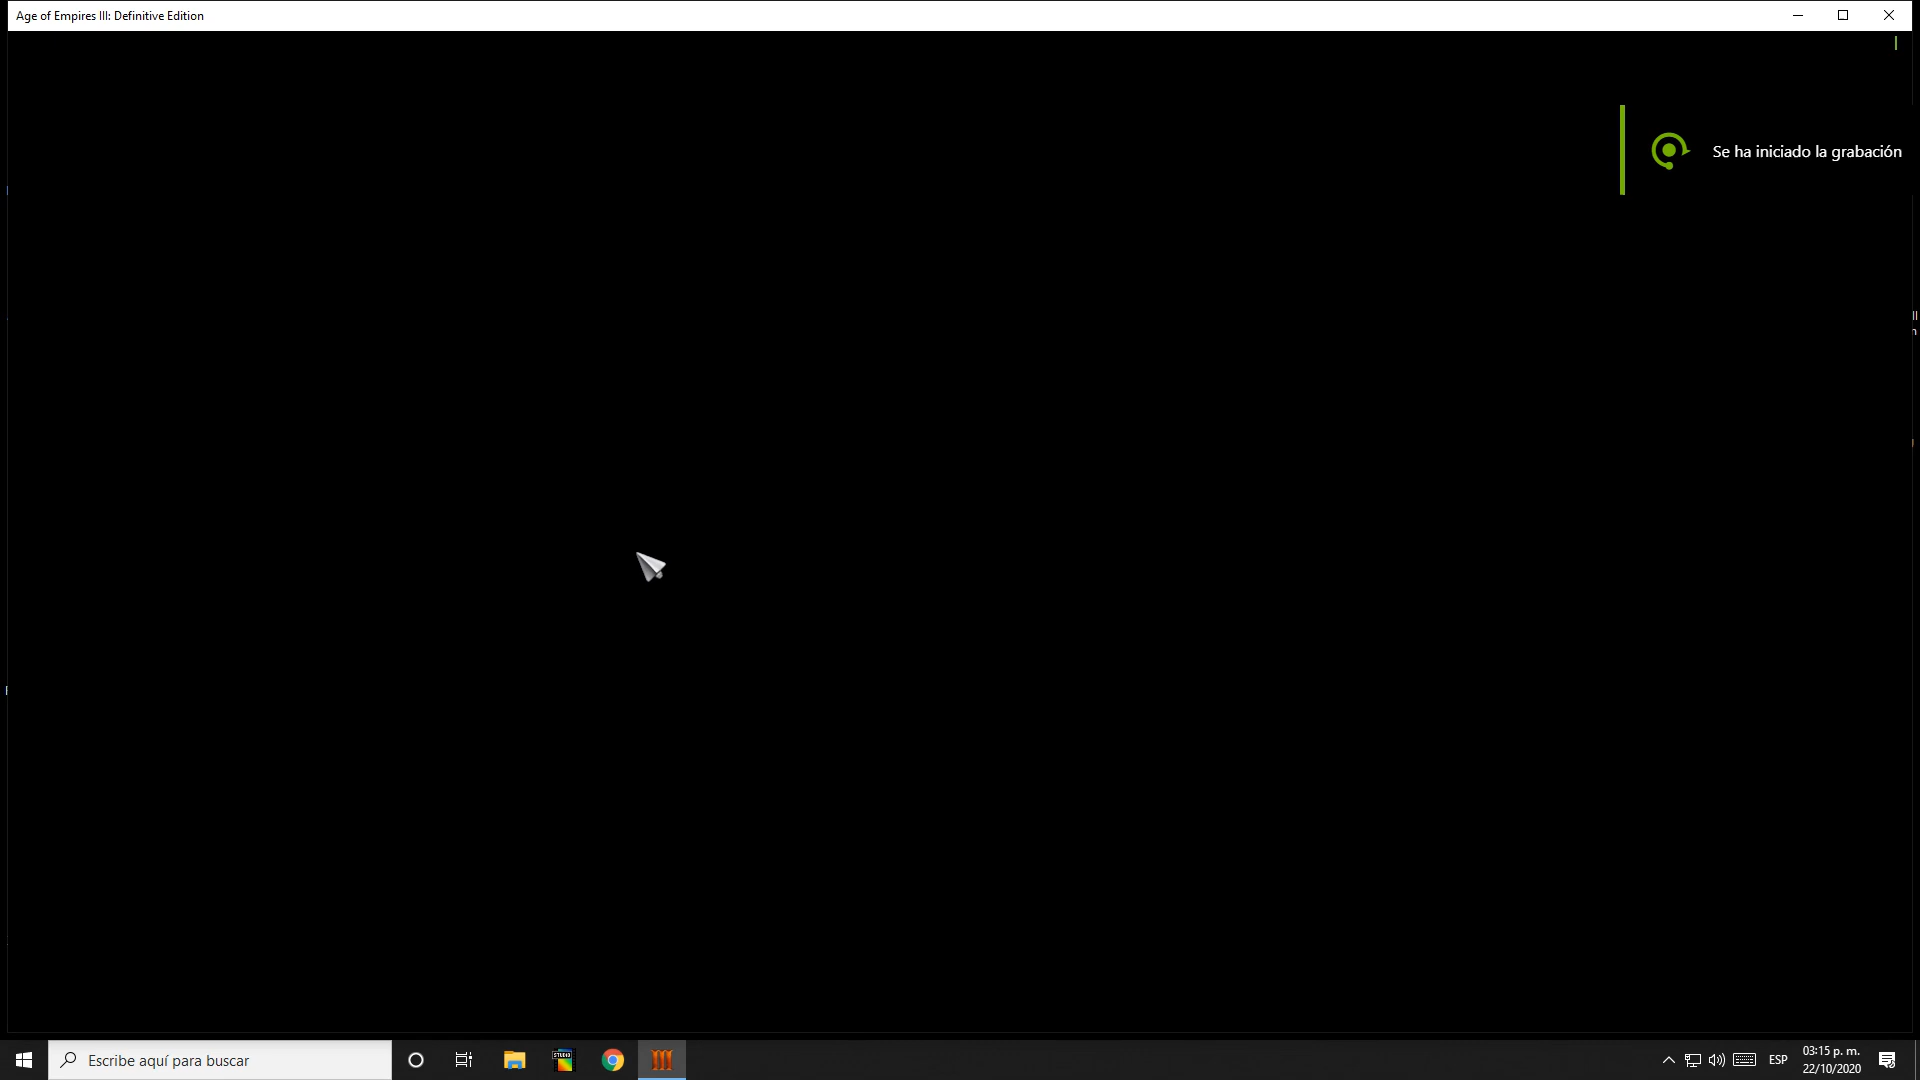 Age of Empires III: Definitive Edition
Se ha iniciado la grabación
Escribe aquí para buscar
STUDIO
ESP
03:15 p. m.
22/10/2020